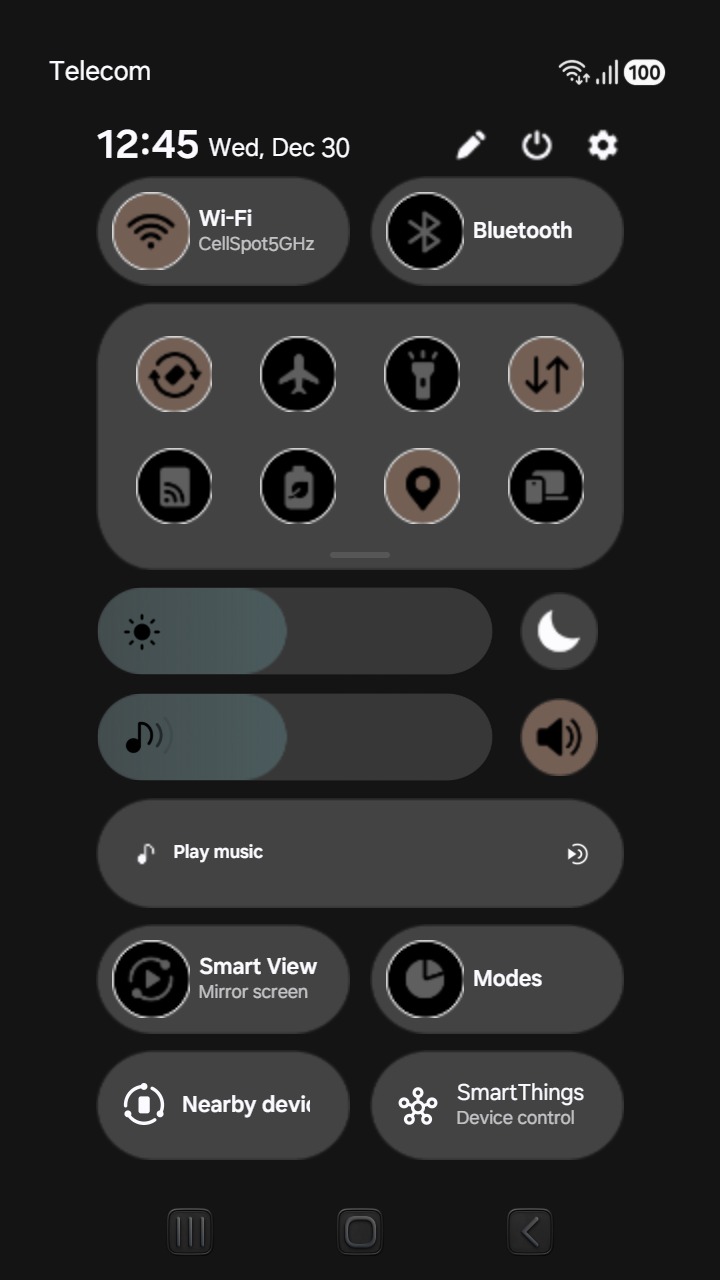 Telecom
100
12:45 Wed, Dec 30
Wi-Fi
CellSpot5GHz
Bluetooth
Play music
Smart View
Mirror screen
Modes
Nearby devi
SmartThings
Device control